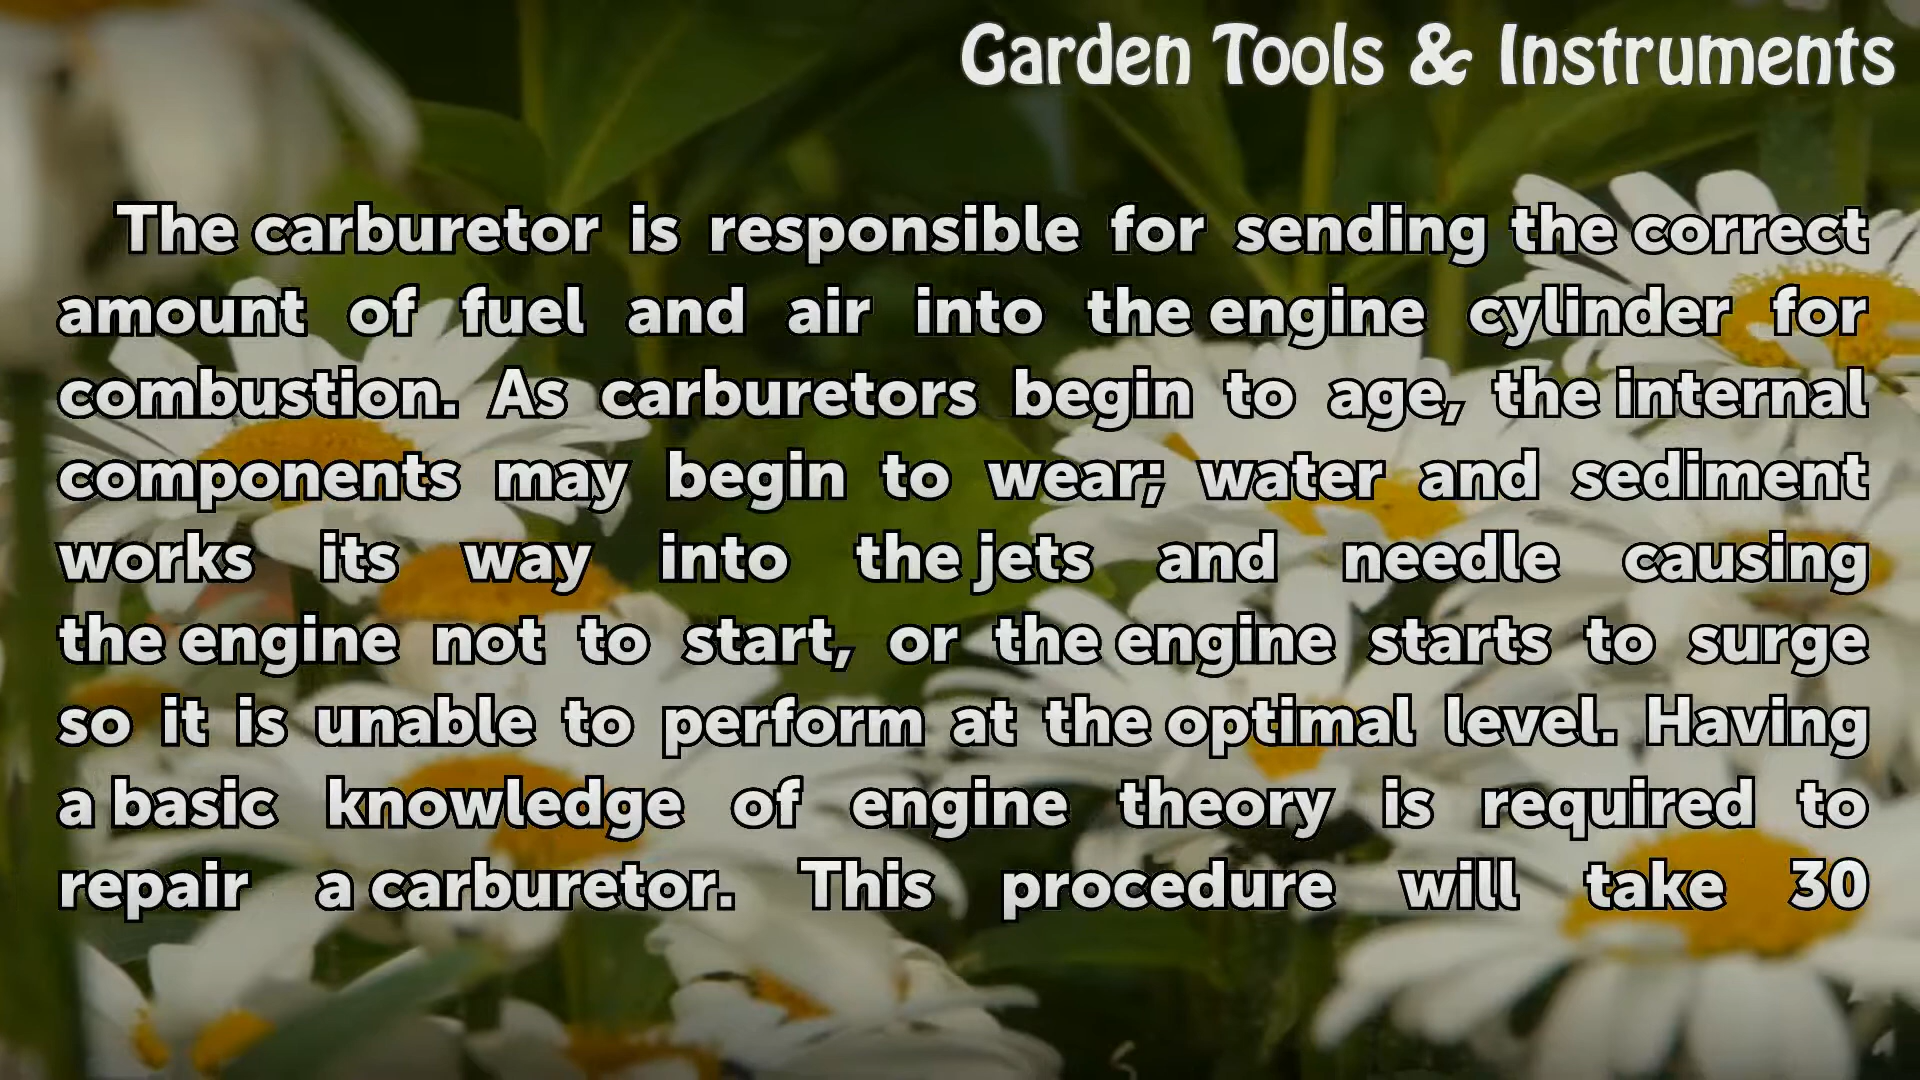 Garden Tools & Instruments
The carburetor is responsible for sending the correct
amount of fuel and air into the engine cylinder for
combustion. As carburetors begin to age, the internal
components may begin to wear; water and sediment
works its way into the jets and needle causing
the engine not to start, or the engine starts to surge
so it is unable to perform at the optimal level. Having
a basic knowledge of engine theory is required to
repair a carburetor. This procedure will take 30